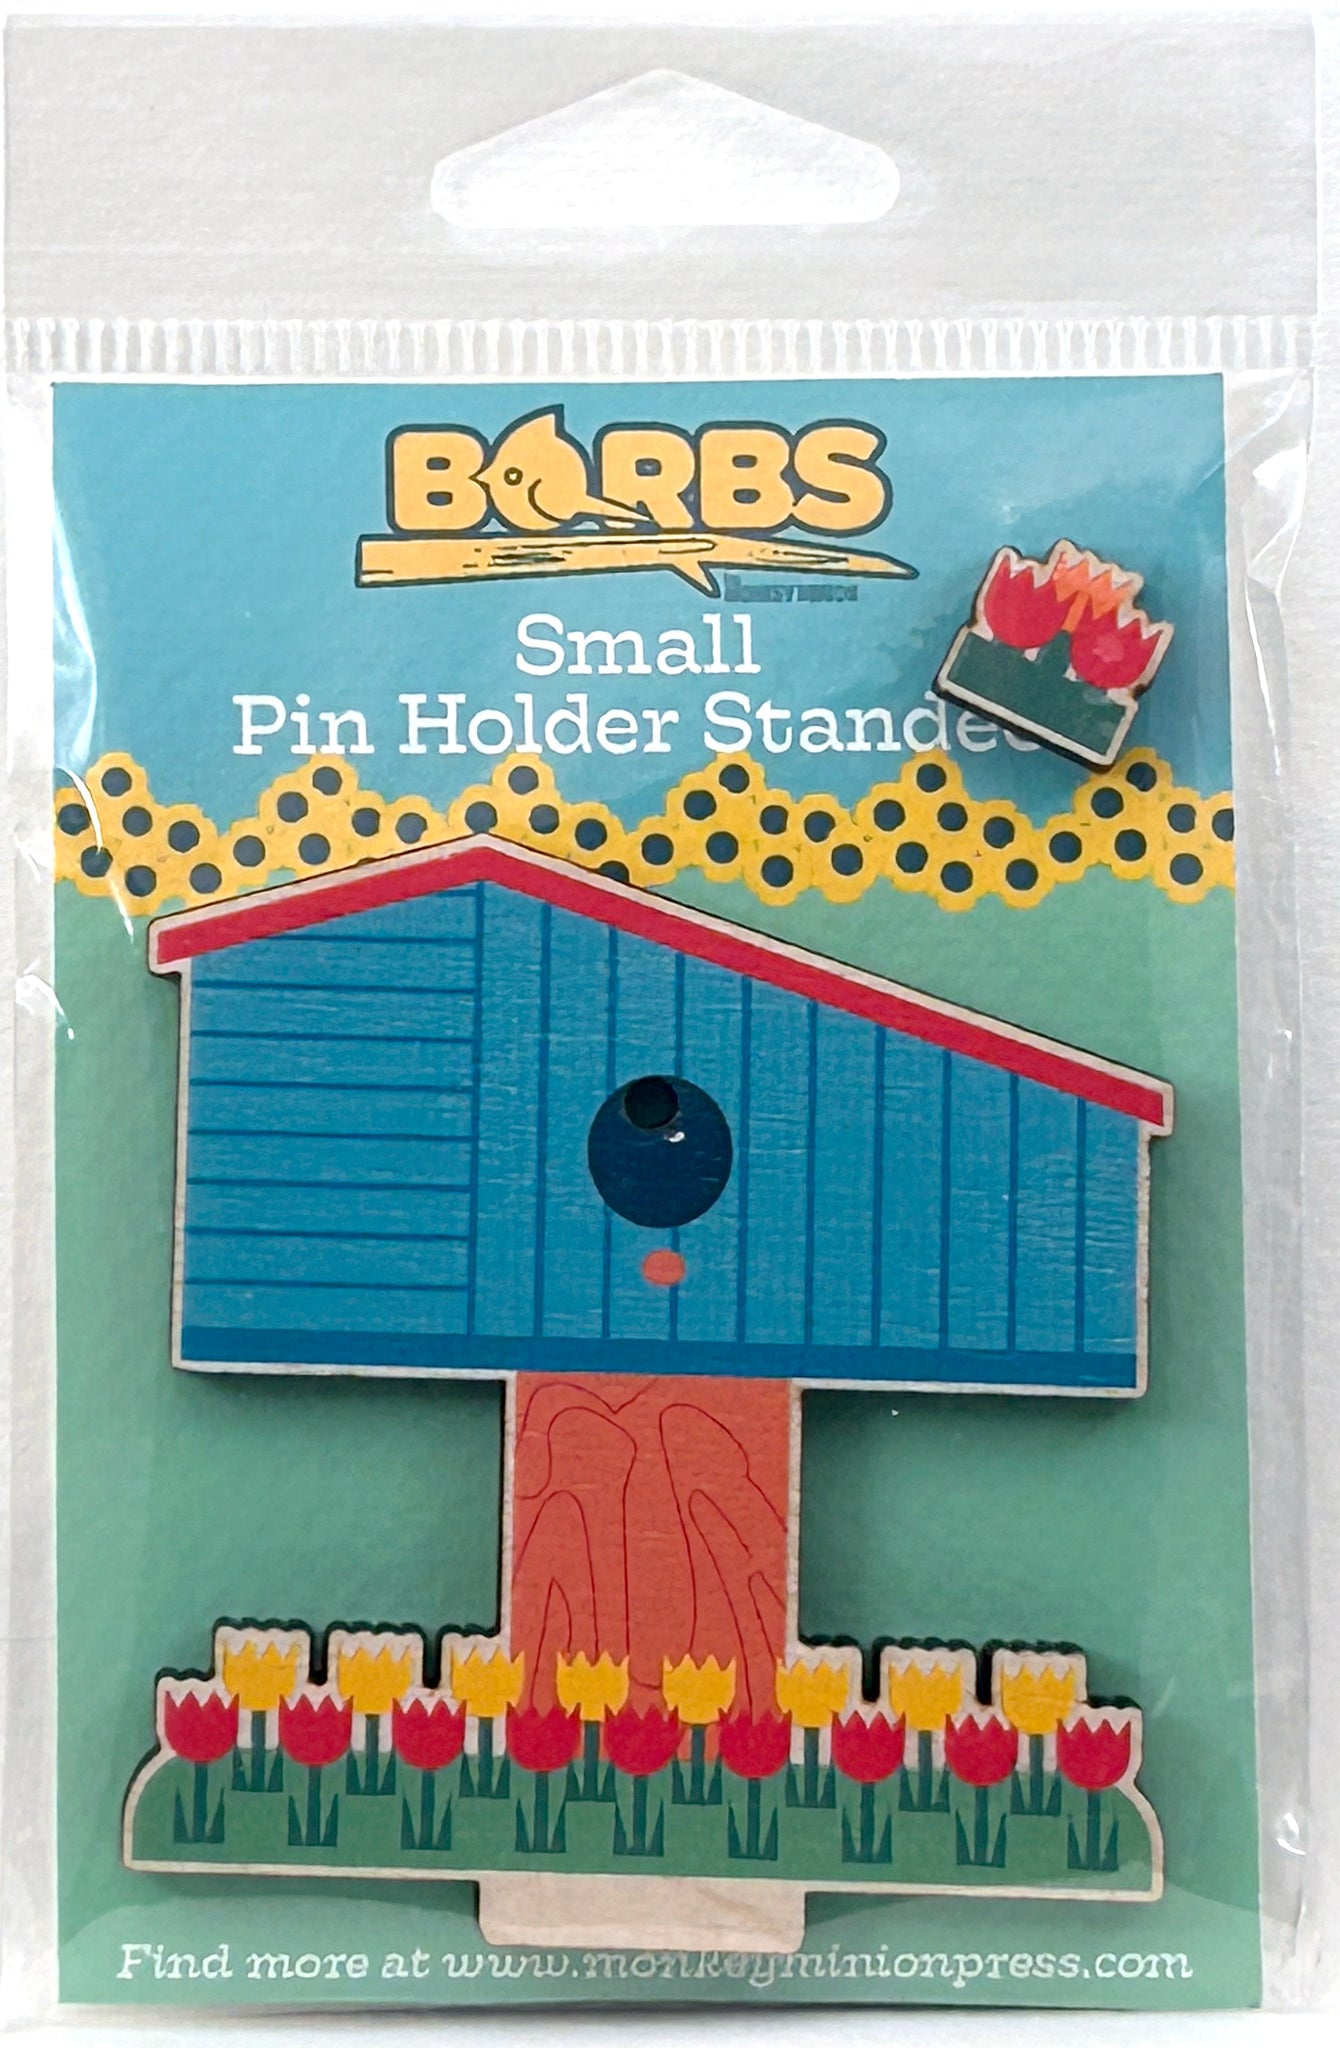 BORBS
Small
Pin Holder Standee
Find more at www.monkeyminionpress.com